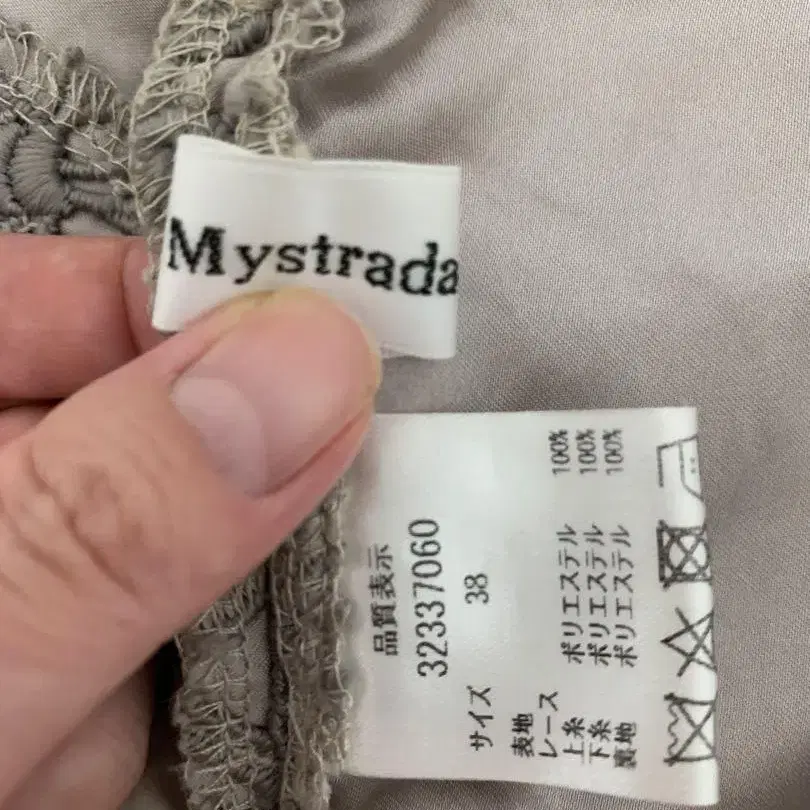 Mystrada
品質表示
32337060
サイズ 38
表地
レース
上糸 ポリエステル 100%
下糸 ポリエステル 100%
裏地 ポリエステル 100%